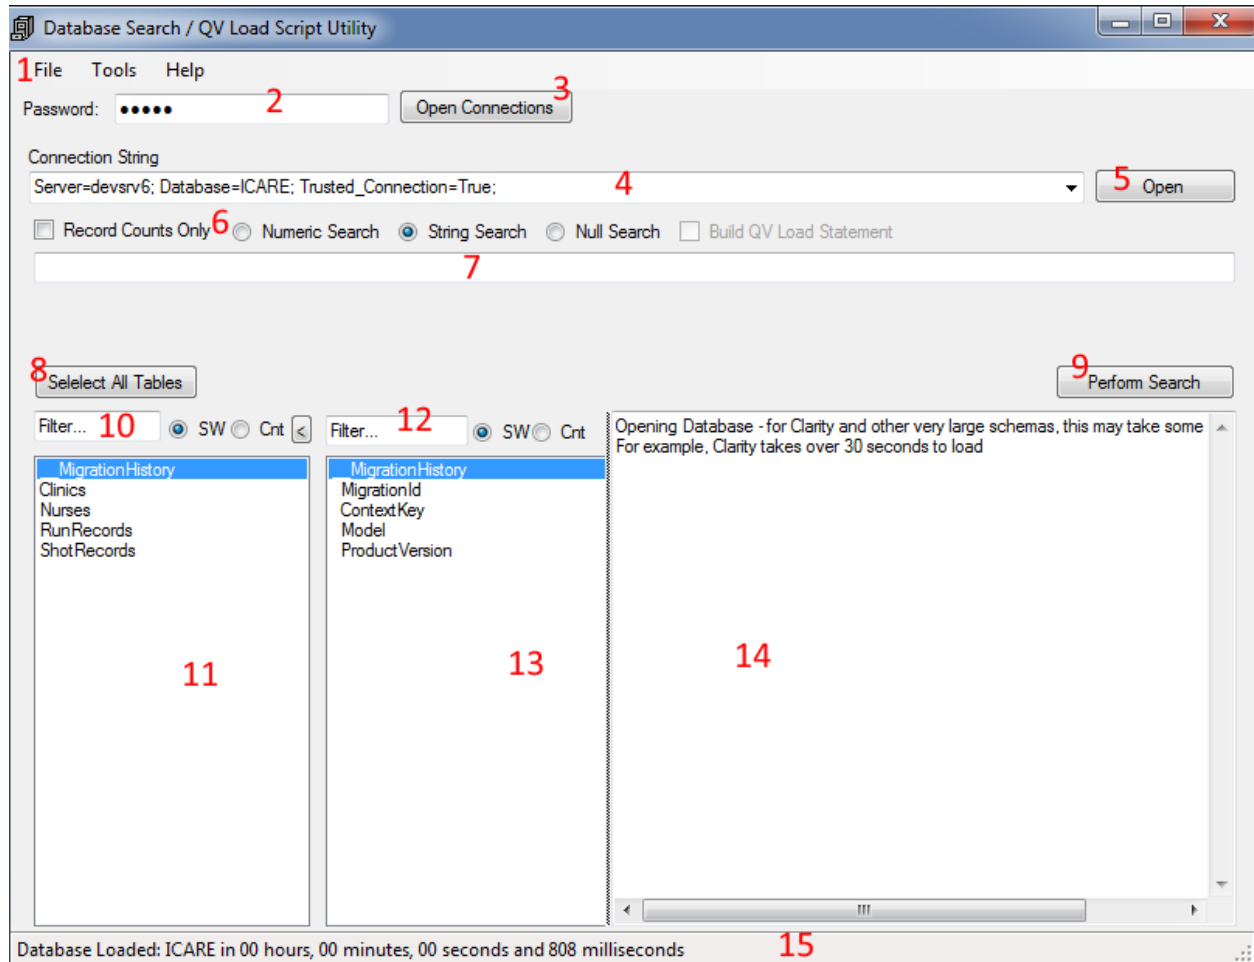 Database Search / QV Load Script Utility
1 File Tools Help
Password: ●●●●● 2 Open Connections 3
Connection String
Server=devsrv6; Database=ICARE; Trusted_Connection=True; 4 5 Open
Record Counts Only 6 Numeric Search String Search Null Search Build QV Load Statement
7
8 Selelect All Tables 9 Perform Search
Filter... 10 SW Cnt < Filter... 12 SW Cnt
__MigrationHistory
Clinics
Nurses
RunRecords
ShotRecords
11
__MigrationHistory
MigrationId
ContextKey
Model
ProductVersion
13
Opening Database - for Clarity and other very large schemas, this may take some
For example, Clarity takes over 30 seconds to load
14
Database Loaded: ICARE in 00 hours, 00 minutes, 00 seconds and 808 milliseconds 15